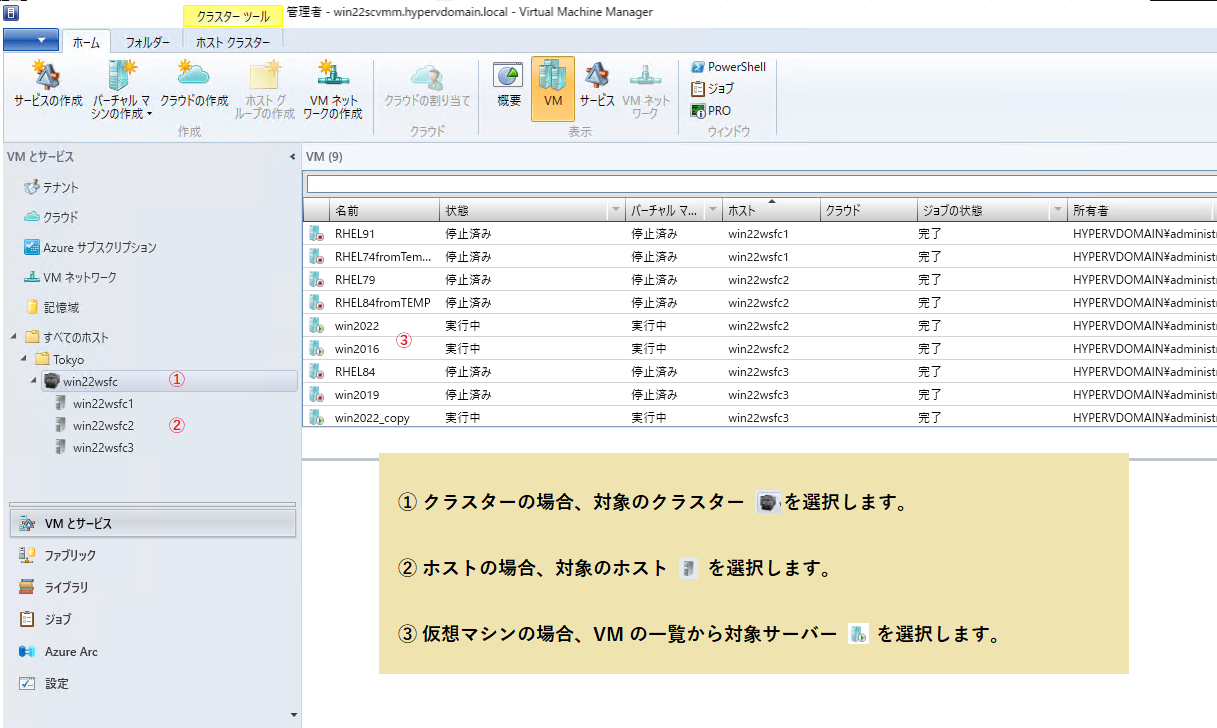 クラスター ツール
管理者 - win22scvmm.hypervdomain.local - Virtual Machine Manager
ホーム フォルダー ホスト クラスター
サービスの作成
バーチャル マシンの作成
クラウドの作成
ホスト グループの作成
VM ネットワークの作成
作成
クラウドの割り当て
クラウド
概要
VM
サービス
VM ネットワーク
表示
PowerShell
ジョブ
PRO
ウィンドウ
VM とサービス
テナント
クラウド
Azure サブスクリプション
VM ネットワーク
記憶域
すべてのホスト
Tokyo
win22wsfc ①
win22wsfc1
win22wsfc2 ②
win22wsfc3
VM とサービス
ファブリック
ライブラリ
ジョブ
Azure Arc
設定
VM (9)
名前 状態 バーチャル マ... ホスト クラウド ジョブの状態 所有者
RHEL91 停止済み 停止済み win22wsfc1 完了 HYPERVDOMAIN¥administr
RHEL74fromTem... 停止済み 停止済み win22wsfc1 完了 HYPERVDOMAIN¥administr
RHEL79 停止済み 停止済み win22wsfc2 完了 HYPERVDOMAIN¥administr
RHEL84fromTEMP 停止済み 停止済み win22wsfc2 完了 HYPERVDOMAIN¥administr
win2022 実行中 実行中 win22wsfc2 完了 HYPERVDOMAIN¥administr
③
win2016 実行中 実行中 win22wsfc2 完了 HYPERVDOMAIN¥administr
RHEL84 停止済み 停止済み win22wsfc3 完了 HYPERVDOMAIN¥administr
win2019 停止済み 停止済み win22wsfc3 完了 HYPERVDOMAIN¥administr
win2022_copy 実行中 実行中 win22wsfc3 完了 HYPERVDOMAIN¥administr
① クラスターの場合、対象のクラスター を選択します。
② ホストの場合、対象のホスト を選択します。
③ 仮想マシンの場合、VM の一覧から対象サーバー を選択します。